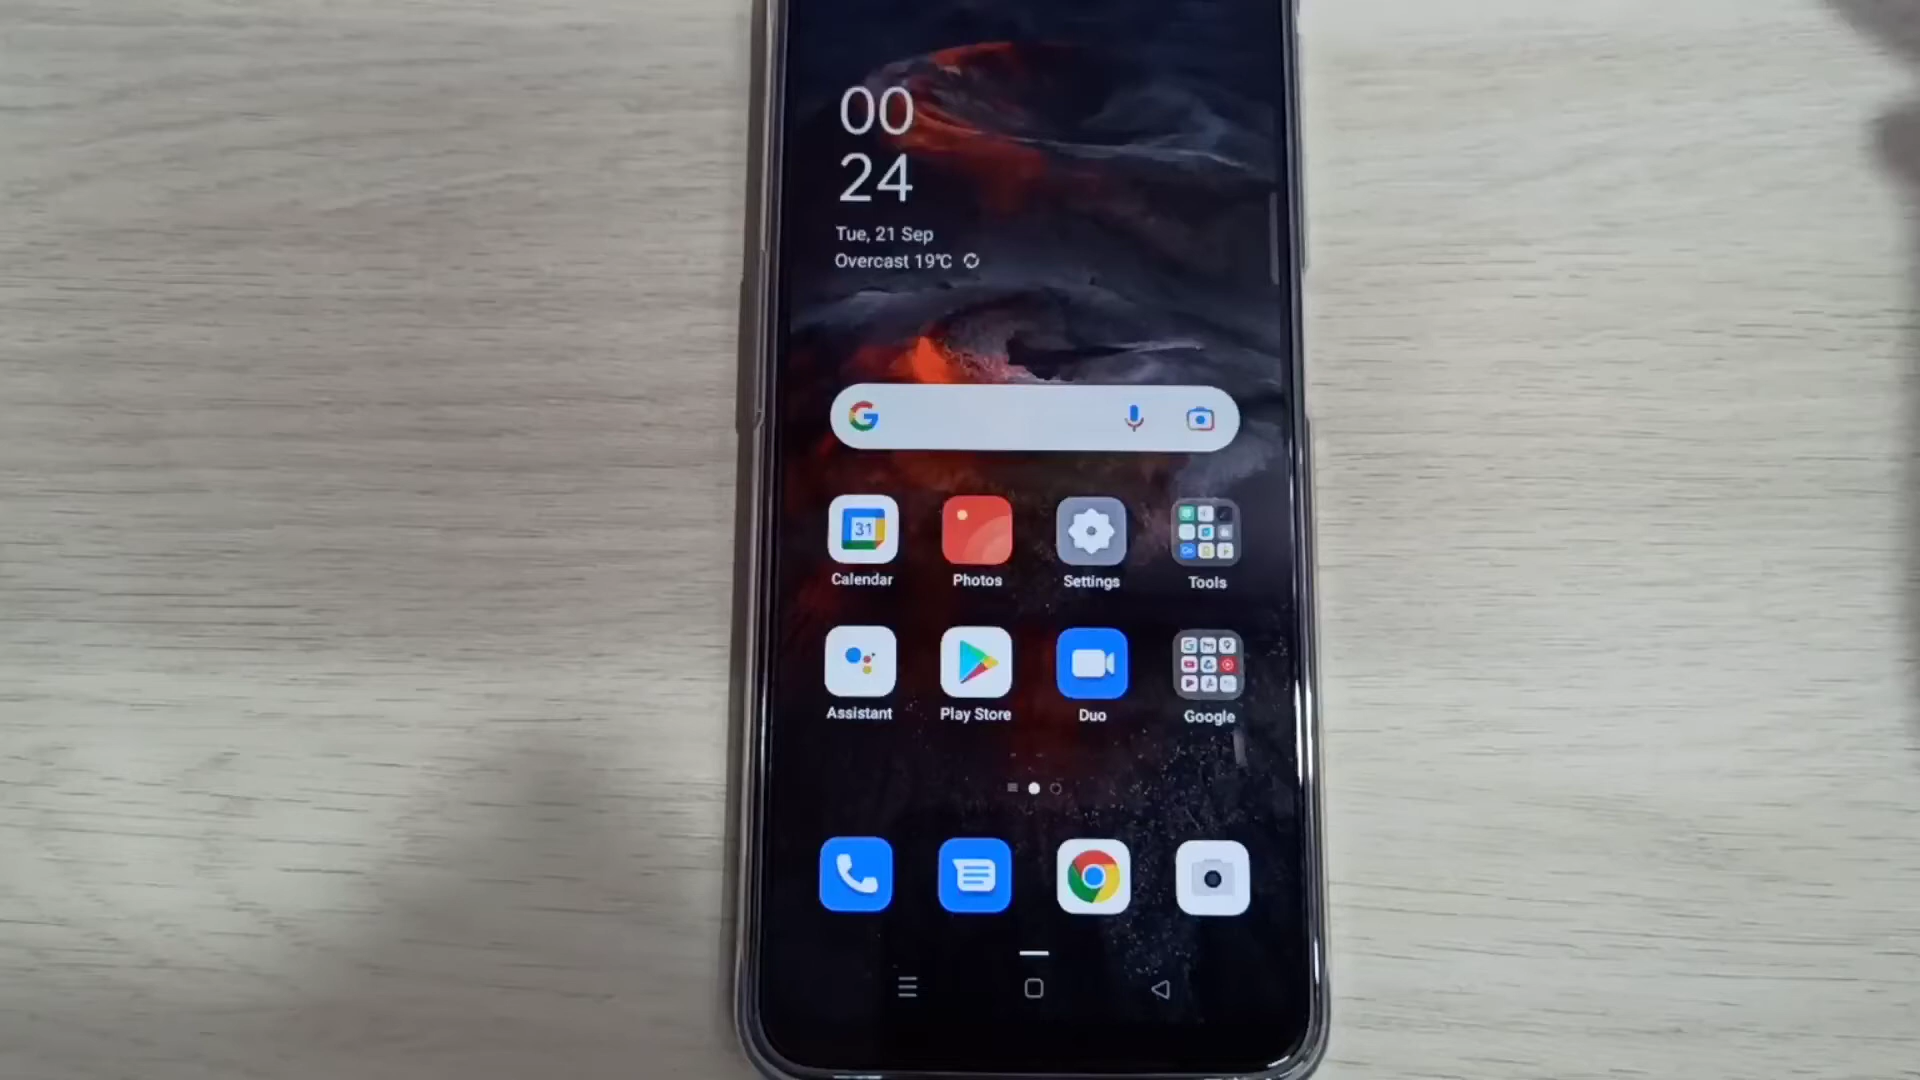 00
24
Tue, 21 Sep
Overcast 19℃
31
Calendar
Photos
Settings
Tools
Assistant
Play Store
Duo
Google